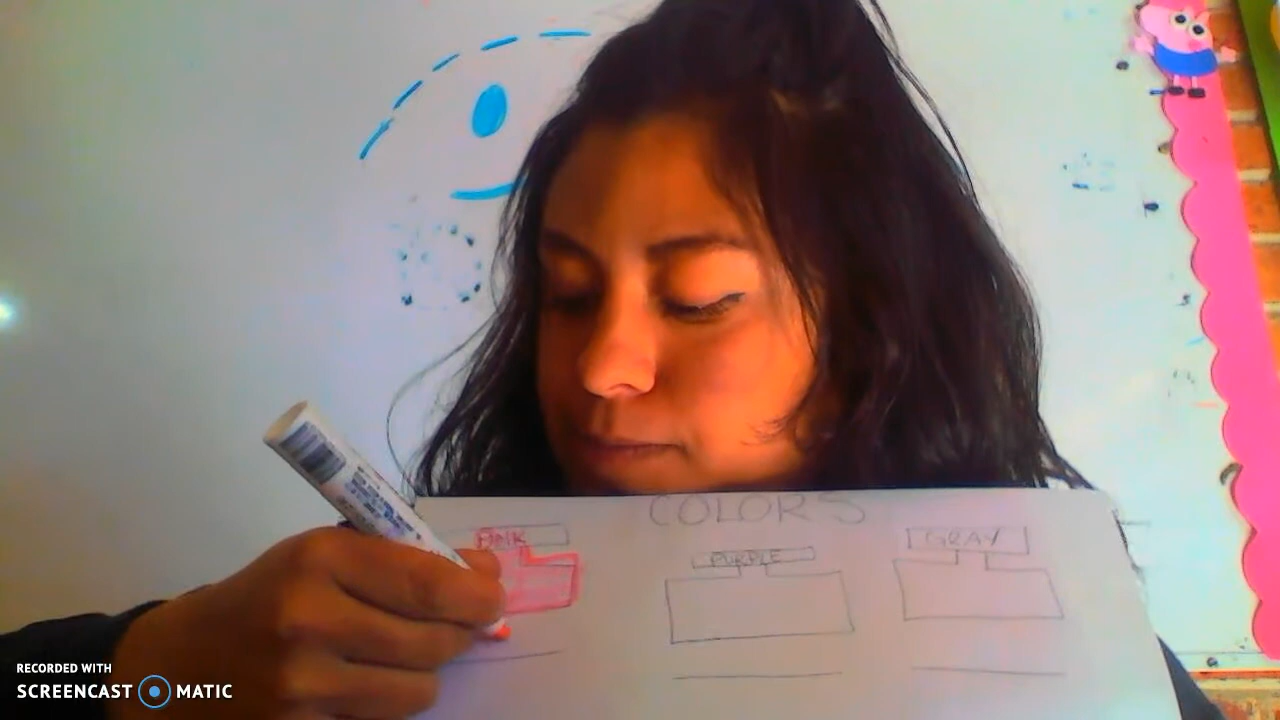 COLORS
PINK
PURPLE
GRAY
RECORDED WITH
SCREENCAST MATIC